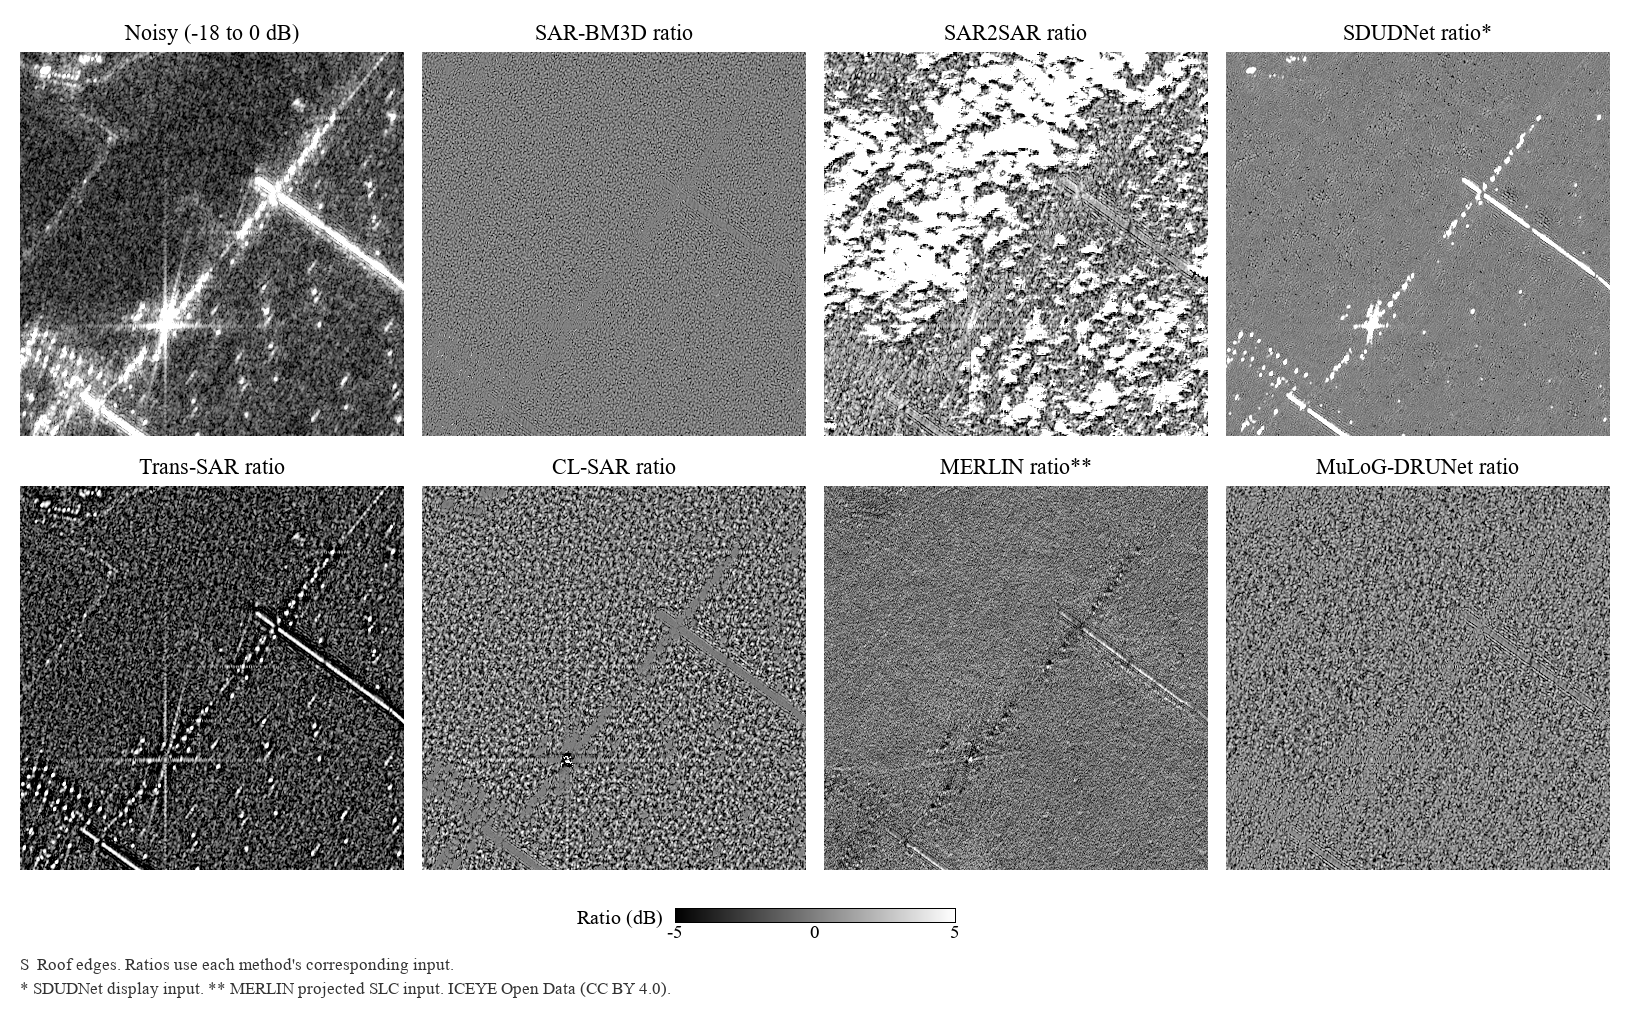 Noisy (-18 to 0 dB)
SAR-BM3D ratio
SAR2SAR ratio
SDUDNet ratio*
Trans-SAR ratio
CL-SAR ratio
MERLIN ratio**
MuLoG-DRUNet ratio
Ratio (dB)
-5 0 5
S Roof edges. Ratios use each method's corresponding input.
* SDUDNet display input. ** MERLIN projected SLC input. ICEYE Open Data (CC BY 4.0).